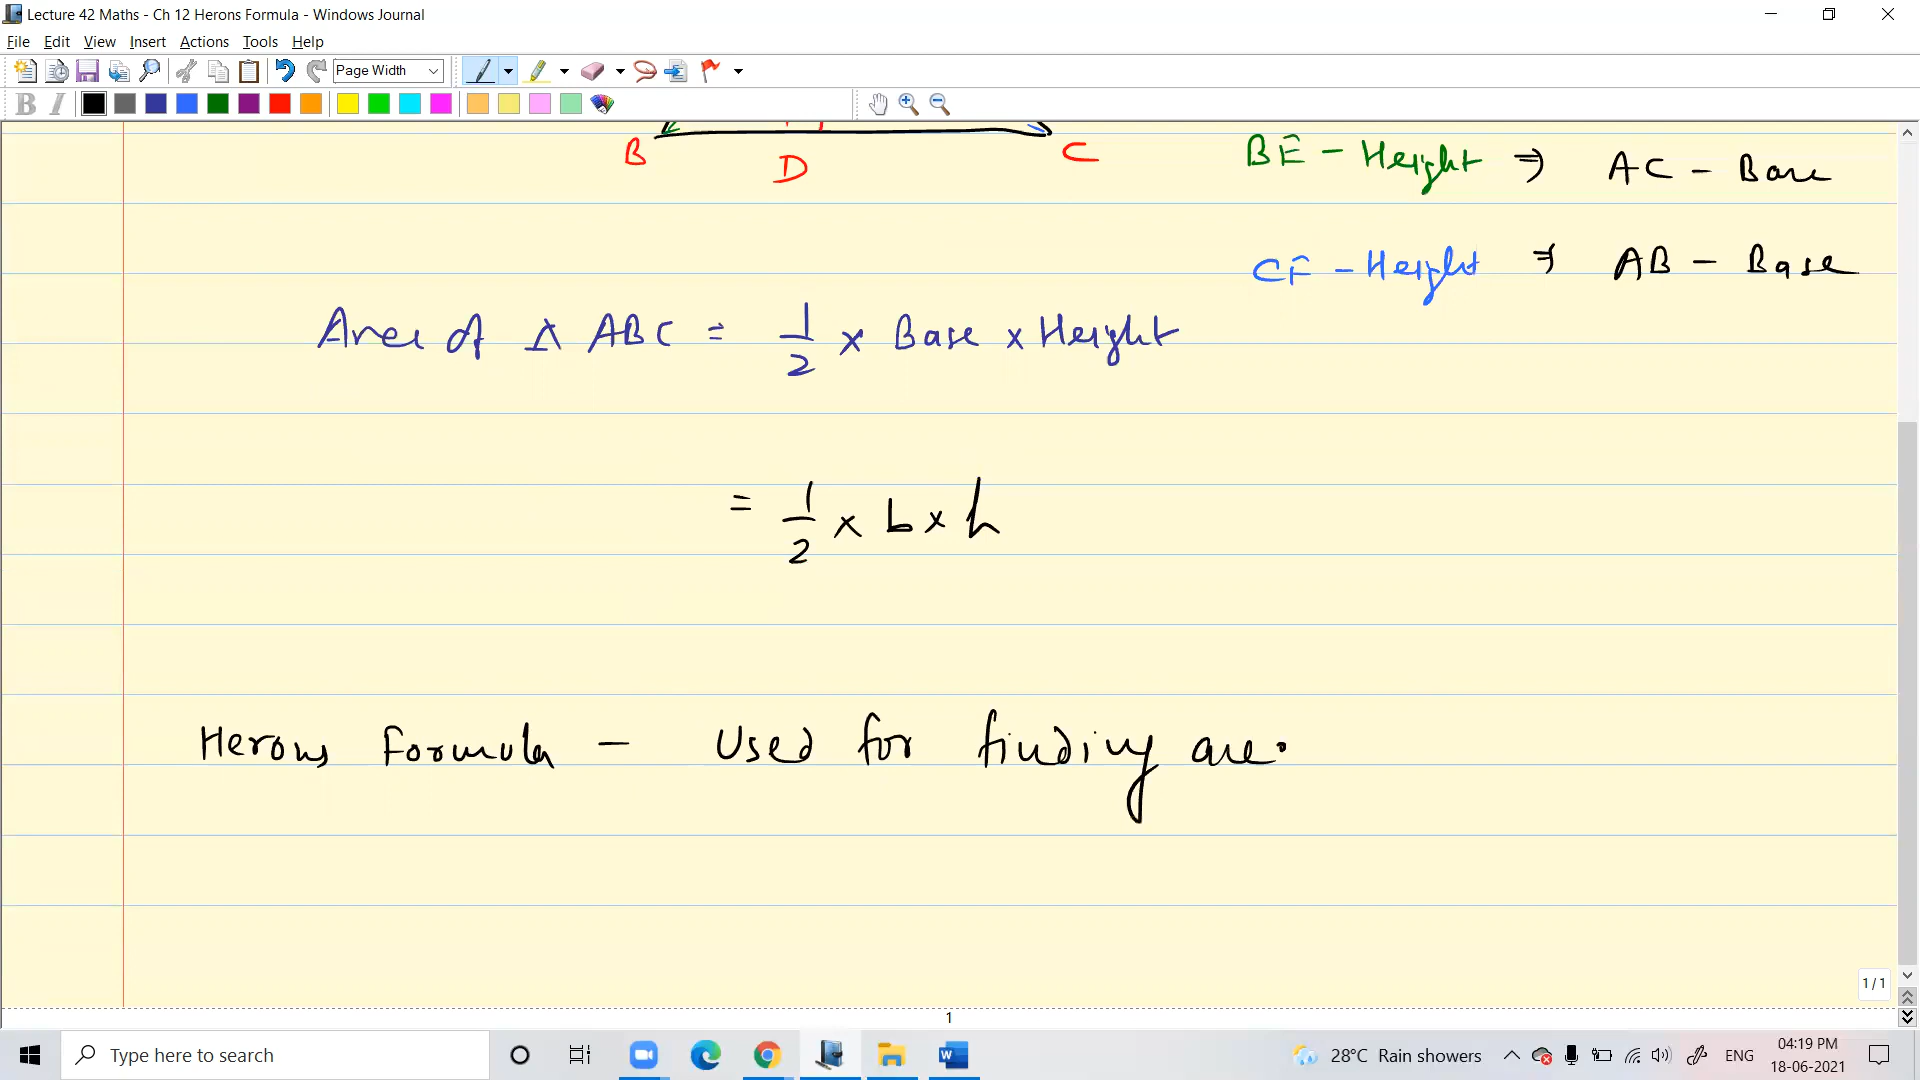 Lecture 42 Maths - Ch 12 Herons Formula - Windows Journal
File Edit View Insert Actions Tools Help
Page Width
B I
B D C
BE - Height ⇒ AC - Base
CF - Height ⇒ AB - Base
Area of Δ ABC = 1/2 × Base × Height
= 1/2 × b × h
Herons Formula - Used for finding are
1 / 1
1
Type here to search
28°C Rain showers
ENG
04:19 PM
18-06-2021